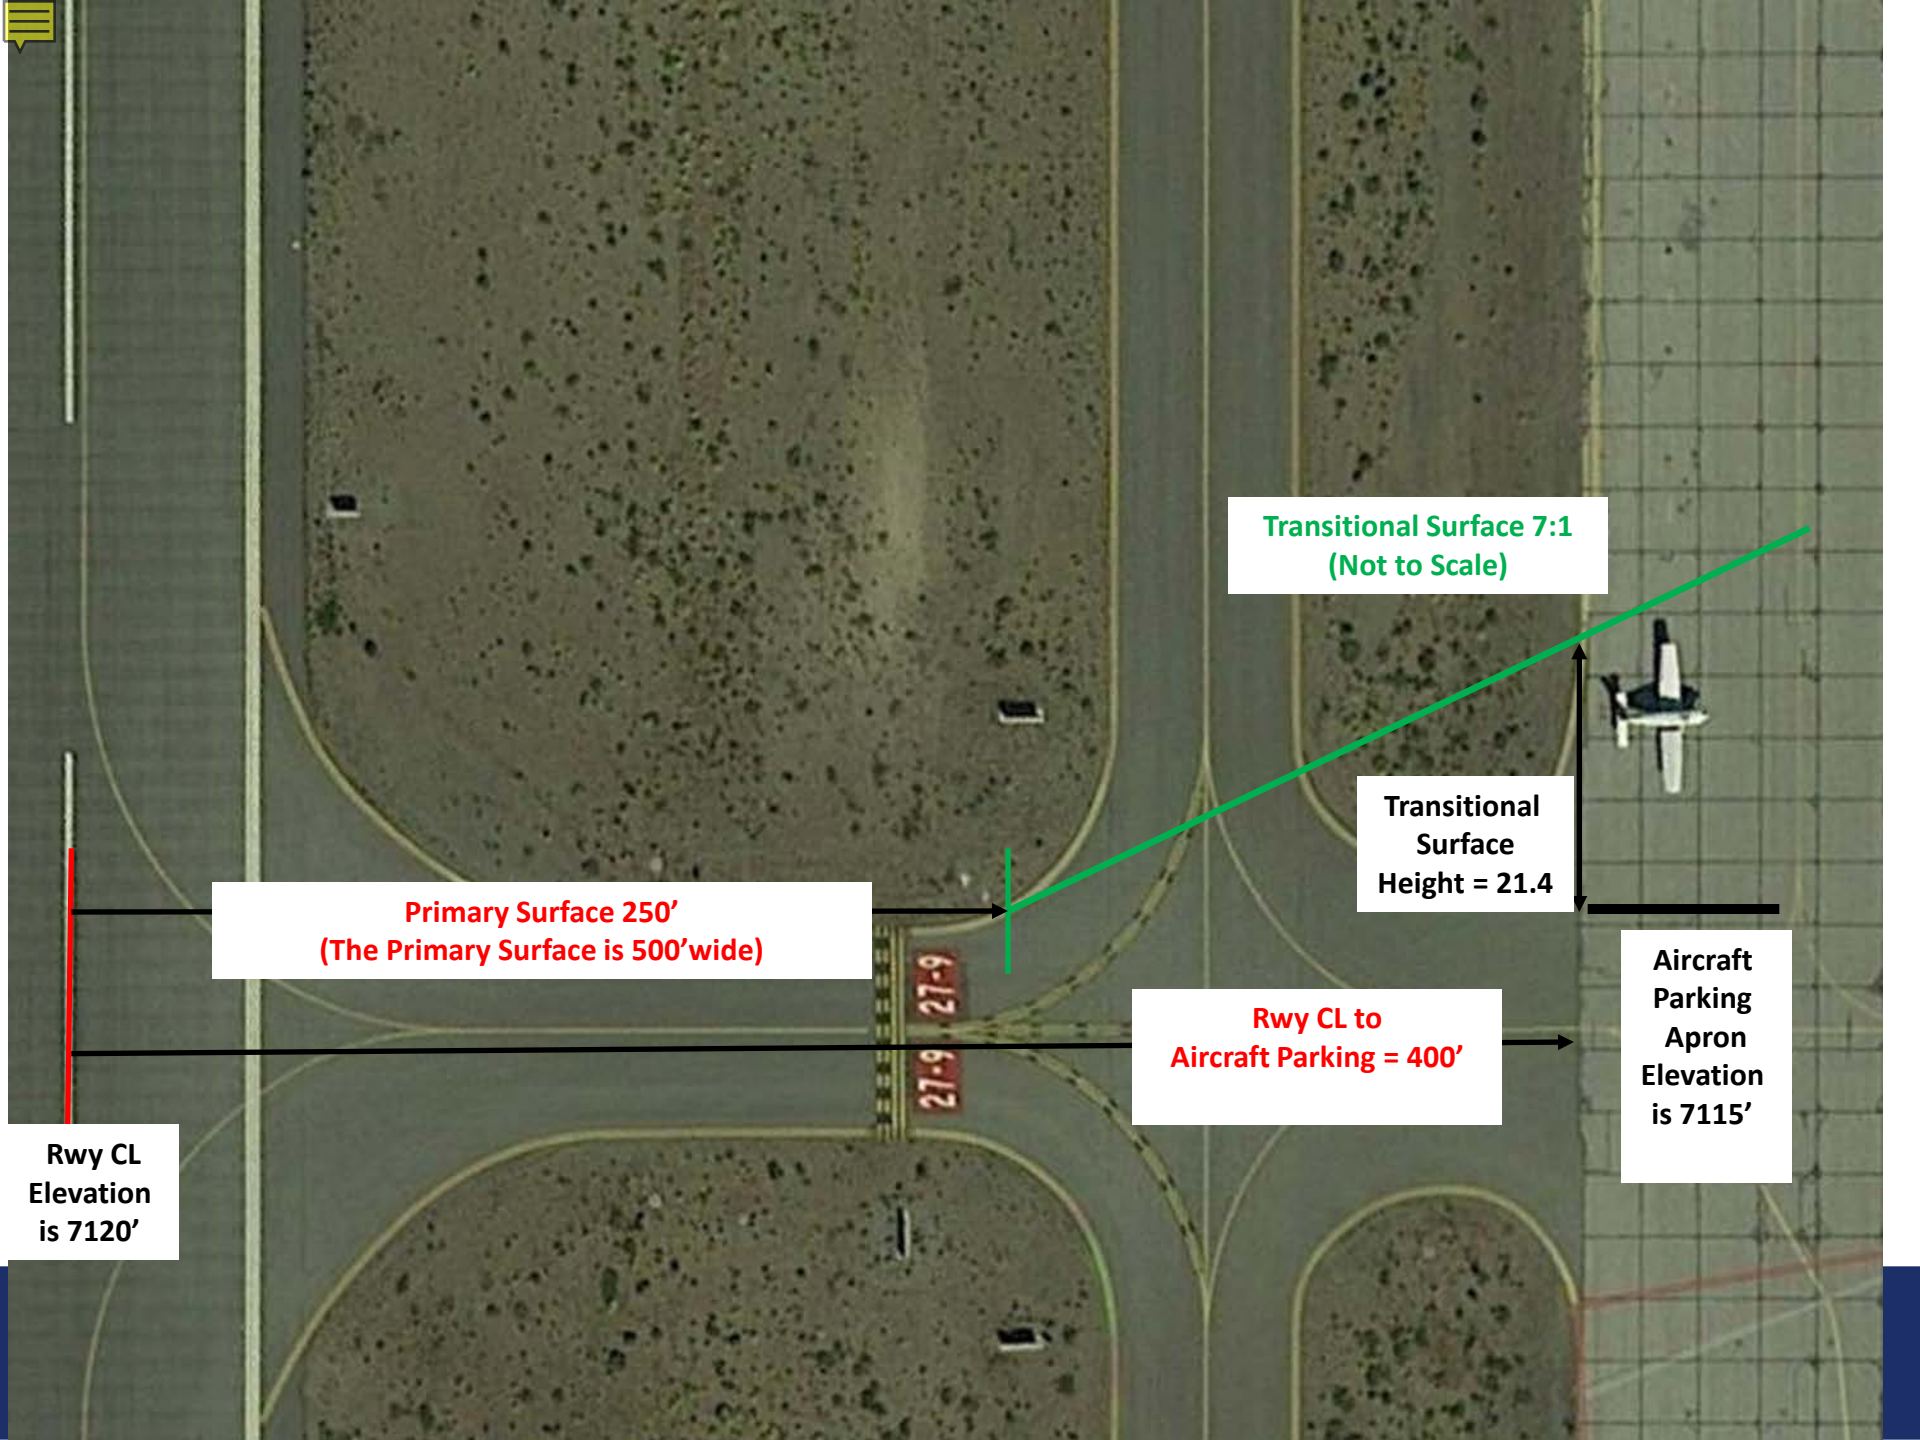 Transitional Surface 7:1
(Not to Scale)
Transitional
Surface
Height = 21.4
Primary Surface 250’
(The Primary Surface is 500’wide)
27-9
27-9
Rwy CL to
Aircraft Parking = 400’
Aircraft
Parking
Apron
Elevation
is 7115’
Rwy CL
Elevation
is 7120’